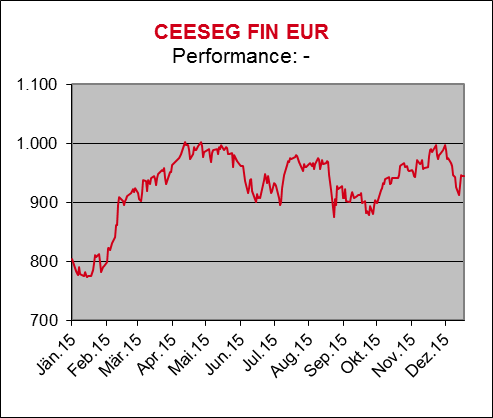 CEESEG FIN EUR
Performance: -
1.100
1.000
900
800
700
Jän.15
Feb.15
Mär.15
Apr.15
Mai.15
Jun.15
Jul.15
Aug.15
Sep.15
Okt.15
Nov.15
Dez.15